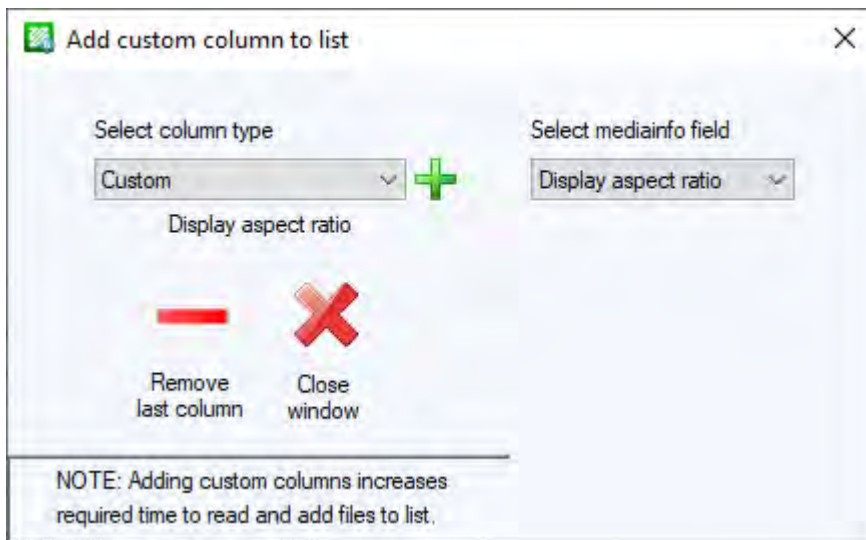 Add custom column to list
Select column type
Select mediainfo field
Custom
Display aspect ratio
Display aspect ratio
Remove
last column
Close
window
NOTE: Adding custom columns increases
required time to read and add files to list.